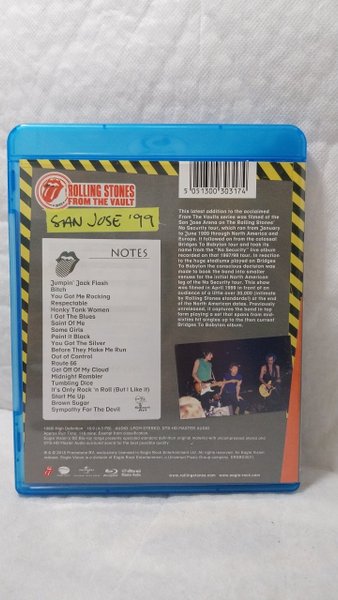 5 051300 303174
ROLLING STONES
FROM THE VAULT
SAN JOSE '99
NOTES
Jumpin' Jack Flash
Bitch
You Got Me Rocking
Respectable
Honky Tonk Women
I Got The Blues
Saint Of Me
Some Girls
Paint It Black
You Got The Silver
Before They Make Me Run
Out of Control
Route 66
Get Off Of My Cloud
Midnight Rambler
Tumbling Dice
It's Only Rock 'n Roll (But I Like It)
Start Me Up
Brown Sugar
Sympathy For The Devil
This latest addition to the acclaimed
From The Vaults series was filmed at the
San Jose Arena on The Rolling Stones'
No Security tour, which ran from January
to June 1999 through North America and
Europe. It followed on from the colossal
Bridges To Babylon tour and took its
name from the "No Security" live album
recorded on that 1997/98 tour. In reaction
to the huge stadiums played on Bridges
To Babylon the conscious decision was
made to book the band into smaller
venues for the initial North American
leg of the No Security tour. This show
was filmed in April 1999 in front of an
audience of a little over
by Rolling Stones standards) at the end
of the North American dates. Previously
unreleased, it captures the band in top
form playing a set that spans from
hit singles up to the then current
Bridges To Babylon album.
www.rollingstones.com
www.eagle-rock.com